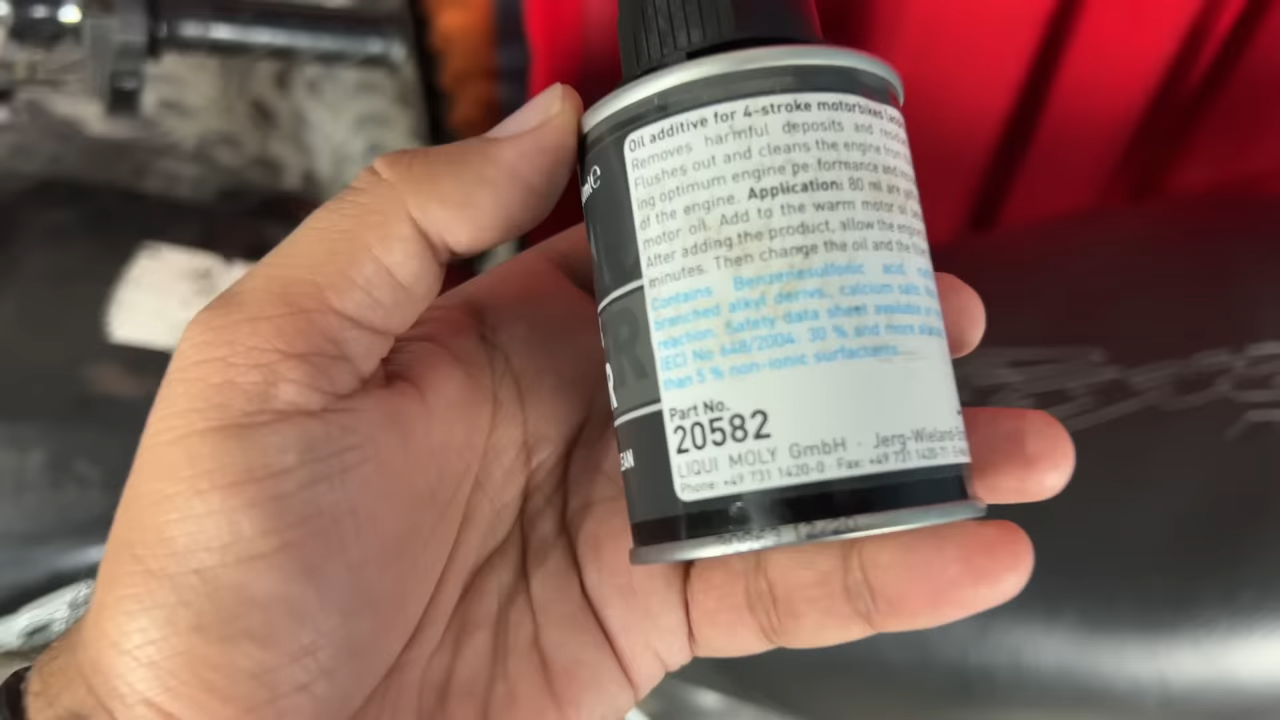 Oil additive for 4-stroke motorbikes
Removes harmful deposits and
Flushes out and cleans the engine from
ing optimum engine performance and
of the engine. Application: 80 ml are
motor oil. Add to the warm motor oil
After adding the product, allow the engine
minutes. Then change the oil and the
Contains Benzenesulfonic acid
branched alkyl derivs., calcium salts.
reaction. Safety data sheet available
(EC) No 648/2004: 30 % and more
than 5 % non-ionic surfactants.
Part No.
20582
LIQUI MOLY GmbH · Jerg-Wieland-
Phone: +49 731 1420-0 · Fax: +49 731 1420-71
R
R
EAN